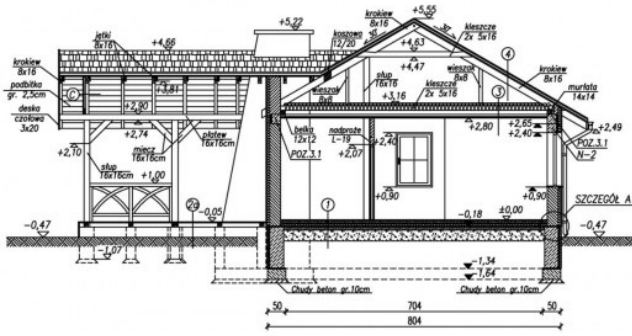 +5,55
krokiew
8x16
+5,22
koszowa
12/20
kleszcze
2x 5x16
jętki
8x16
+4,66
+4,63
+4,47
④
krokiew
8x16
podbitka
gr. 2,5cm
deska
czołowa
3x20
Ⓒ
+3,81
+2,90
+2,74
wieszak
8x8
słup
16x16
+3,16
kleszcze
2x 5x16
wieszak
8x8
③
krokiew
8x16
murłata
14x14
+2,49
miecz
16x16cm
płatew
16x16cm
belka
12x12
POZ.3.1
nadproże
L-19
+2,40
+2,07
+2,80
+2,65
+2,40
POZ.3.1
N-2
+2,10
słup
16x16cm
+1,00
+0,90
+0,90
SZCZEGÓŁ A
-0,47
-0,05
2a
①
-0,18
±0,00
-0,47
-1,07
-1,34
-1,64
Chudy beton gr.10cm
Chudy beton gr.10cm
50
704
50
804